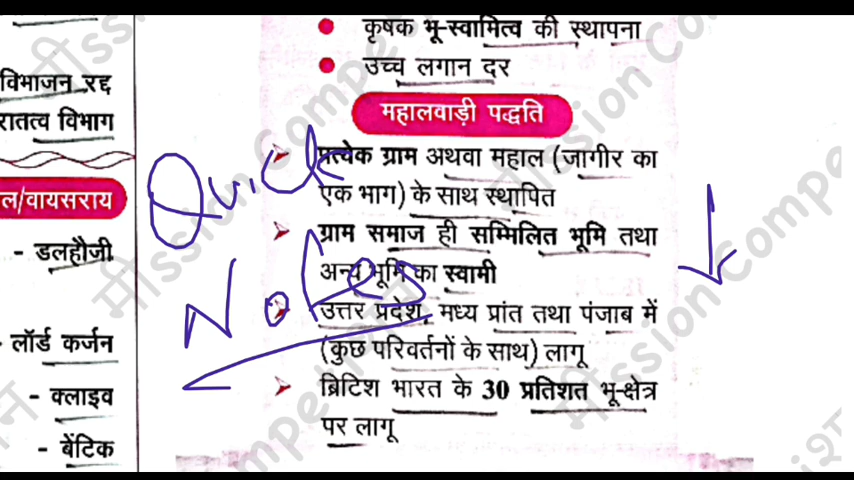 विभाजन रद्द
रातत्व विभाग
ल/वायसराय
- डलहौजी
- लॉर्ड कर्जन
- क्लाइव
- बेंटिक
कृषक भू-स्वामित्व की स्थापना
उच्च लगान दर
महालवाड़ी पद्धति
प्रत्येक ग्राम अथवा महाल (जागीर का
एक भाग) के साथ स्थापित
ग्राम समाज ही सम्मिलित भूमि तथा
अन्य भूमि का स्वामी
उत्तर प्रदेश, मध्य प्रांत तथा पंजाब में
(कुछ परिवर्तनों के साथ) लागू
ब्रिटिश भारत के 30 प्रतिशत भू-क्षेत्र
पर लागू
Quick
Notes